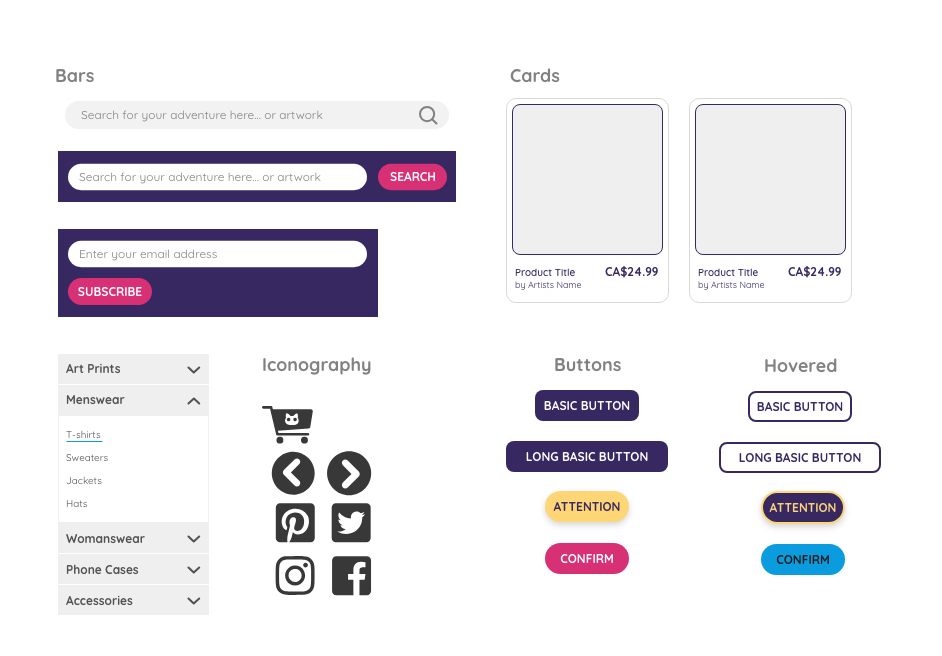 Bars
Search for your adventure here... or artwork
Search for your adventure here... or artwork
SEARCH
Enter your email address
SUBSCRIBE
Cards
Product Title
CA$24.99
by Artists Name
Product Title
CA$24.99
by Artists Name
Art Prints
Menswear
T-shirts
Sweaters
Jackets
Hats
Womanswear
Phone Cases
Accessories
Iconography
Buttons
BASIC BUTTON
LONG BASIC BUTTON
ATTENTION
CONFIRM
Hovered
BASIC BUTTON
LONG BASIC BUTTON
ATTENTION
CONFIRM